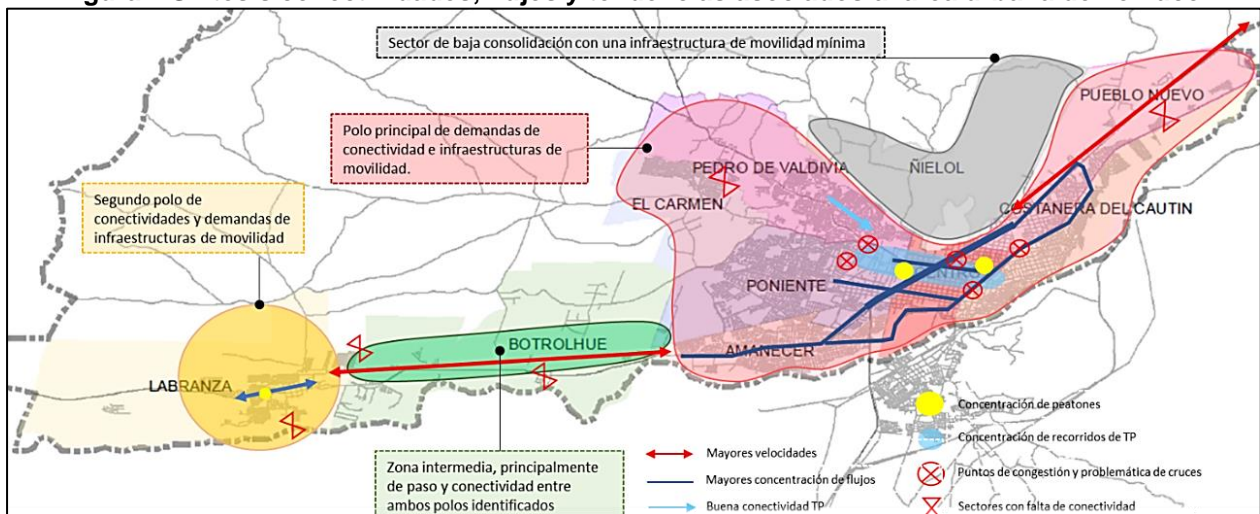 Sector de baja consolidación con una infraestructura de movilidad mínima
PUEBLO NUEVO
Polo principal de demandas de
conectividad e infraestructuras de
movilidad.
PEDRO DE VALDIVIA
ÑIELOL
Segundo polo de
conectividades y demandas de
infraestructuras de movilidad
EL CARMEN
COSTANERA DEL CAUTIN
CENTRO
PONIENTE
BOTROLHUE
AMANECER
LABRANZA
Zona intermedia, principalmente
de paso y conectividad entre
ambos polos identificados
Mayores velocidades
Mayores concentración de flujos
Buena conectividad TP
Concentración de peatones
Concentración de recorridos de TP
Puntos de congestión y problemática de cruces
Sectores con falta de conectividad